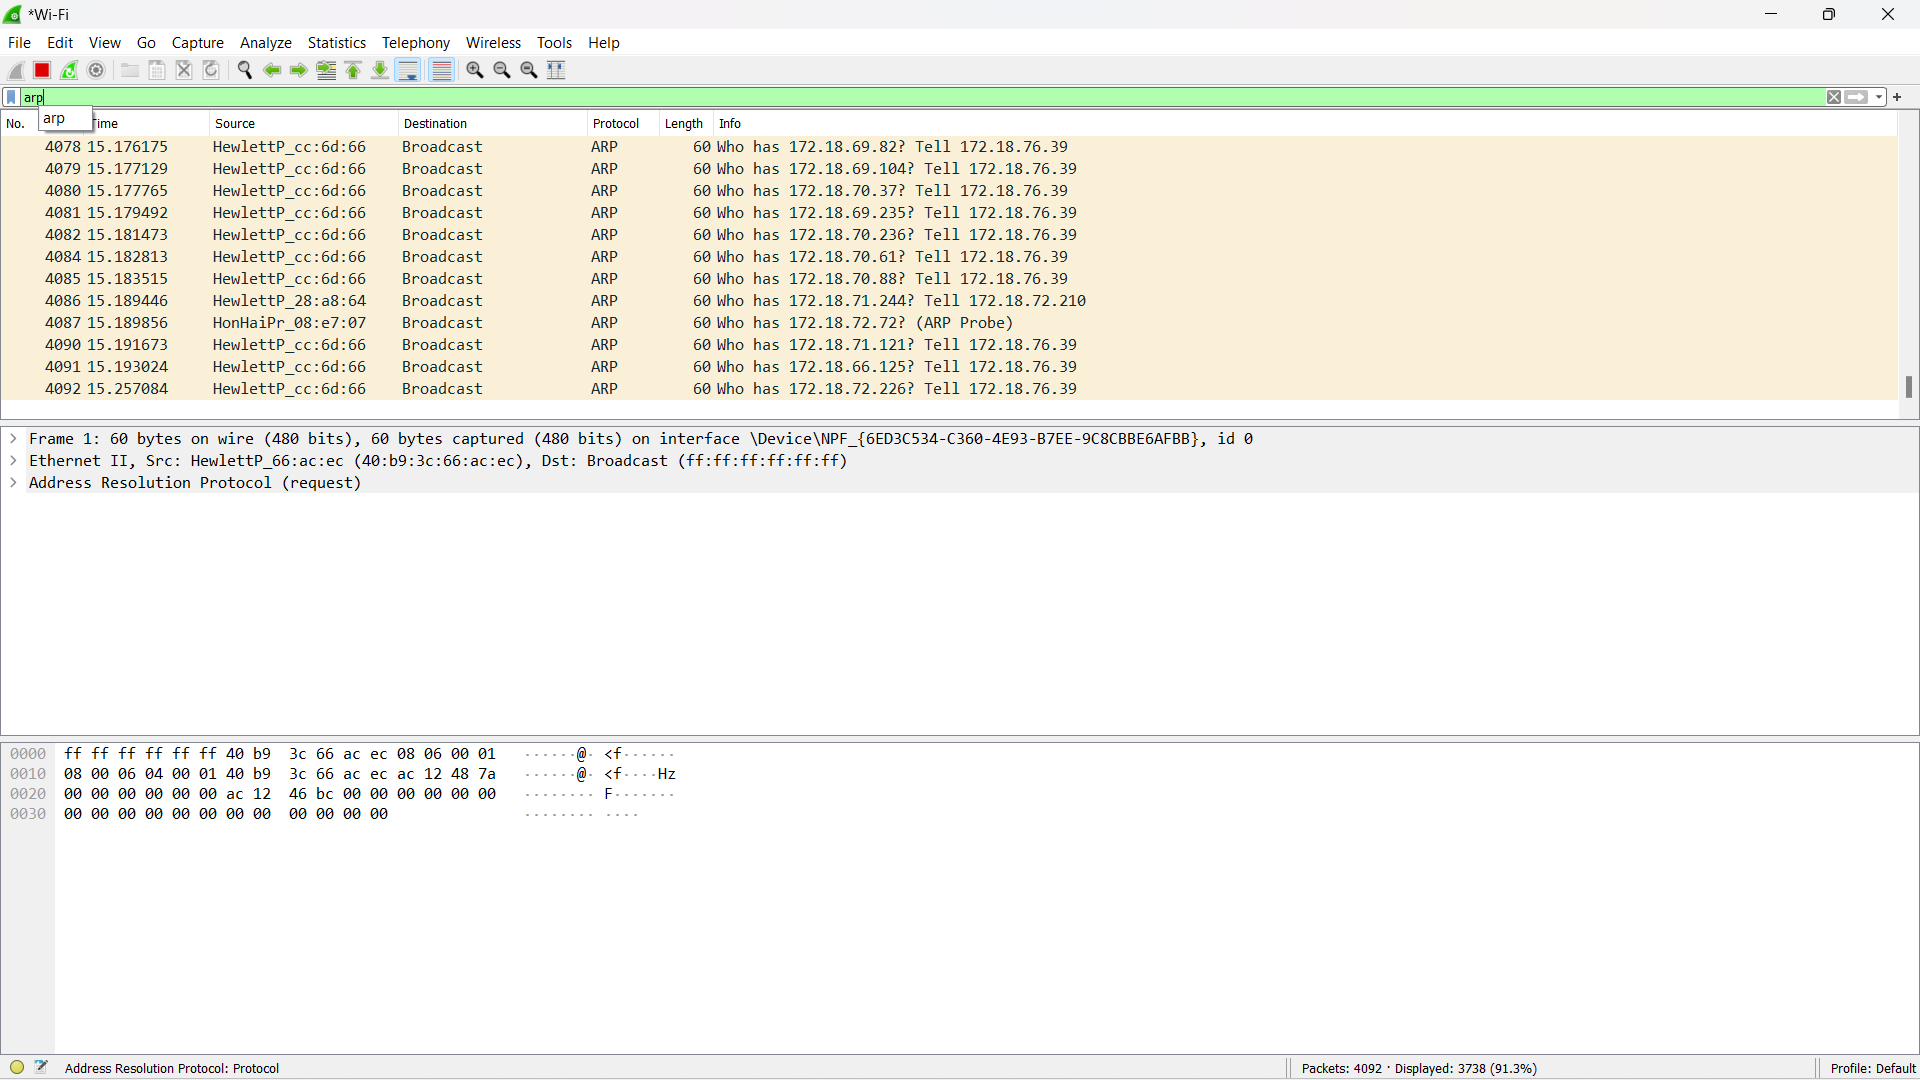 *Wi-Fi
File Edit View Go Capture Analyze Statistics Telephony Wireless Tools Help
arp
arp
No. Time Source Destination Protocol Length Info
4078 15.176175 HewlettP_cc:6d:66 Broadcast ARP 60 Who has 172.18.69.82? Tell 172.18.76.39
4079 15.177129 HewlettP_cc:6d:66 Broadcast ARP 60 Who has 172.18.69.104? Tell 172.18.76.39
4080 15.177765 HewlettP_cc:6d:66 Broadcast ARP 60 Who has 172.18.70.37? Tell 172.18.76.39
4081 15.179492 HewlettP_cc:6d:66 Broadcast ARP 60 Who has 172.18.69.235? Tell 172.18.76.39
4082 15.181473 HewlettP_cc:6d:66 Broadcast ARP 60 Who has 172.18.70.236? Tell 172.18.76.39
4084 15.182813 HewlettP_cc:6d:66 Broadcast ARP 60 Who has 172.18.70.61? Tell 172.18.76.39
4085 15.183515 HewlettP_cc:6d:66 Broadcast ARP 60 Who has 172.18.70.88? Tell 172.18.76.39
4086 15.189446 HewlettP_28:a8:64 Broadcast ARP 60 Who has 172.18.71.244? Tell 172.18.72.210
4087 15.189856 HonHaiPr_08:e7:07 Broadcast ARP 60 Who has 172.18.72.72? (ARP Probe)
4090 15.191673 HewlettP_cc:6d:66 Broadcast ARP 60 Who has 172.18.71.121? Tell 172.18.76.39
4091 15.193024 HewlettP_cc:6d:66 Broadcast ARP 60 Who has 172.18.66.125? Tell 172.18.76.39
4092 15.257084 HewlettP_cc:6d:66 Broadcast ARP 60 Who has 172.18.72.226? Tell 172.18.76.39
Frame 1: 60 bytes on wire (480 bits), 60 bytes captured (480 bits) on interface \Device\NPF_{6ED3C534-C360-4E93-B7EE-9C8CBBE6AFBB}, id 0
Ethernet II, Src: HewlettP_66:ac:ec (40:b9:3c:66:ac:ec), Dst: Broadcast (ff:ff:ff:ff:ff:ff)
Address Resolution Protocol (request)
0000 ff ff ff ff ff ff 40 b9 3c 66 ac ec 08 06 00 01 ······@· <f······
0010 08 00 06 04 00 01 40 b9 3c 66 ac ec ac 12 48 7a ······@· <f····Hz
0020 00 00 00 00 00 00 ac 12 46 bc 00 00 00 00 00 00 ········ F·······
0030 00 00 00 00 00 00 00 00 00 00 00 00 ········ ····
Address Resolution Protocol: Protocol
Packets: 4092 · Displayed: 3738 (91.3%)
Profile: Default